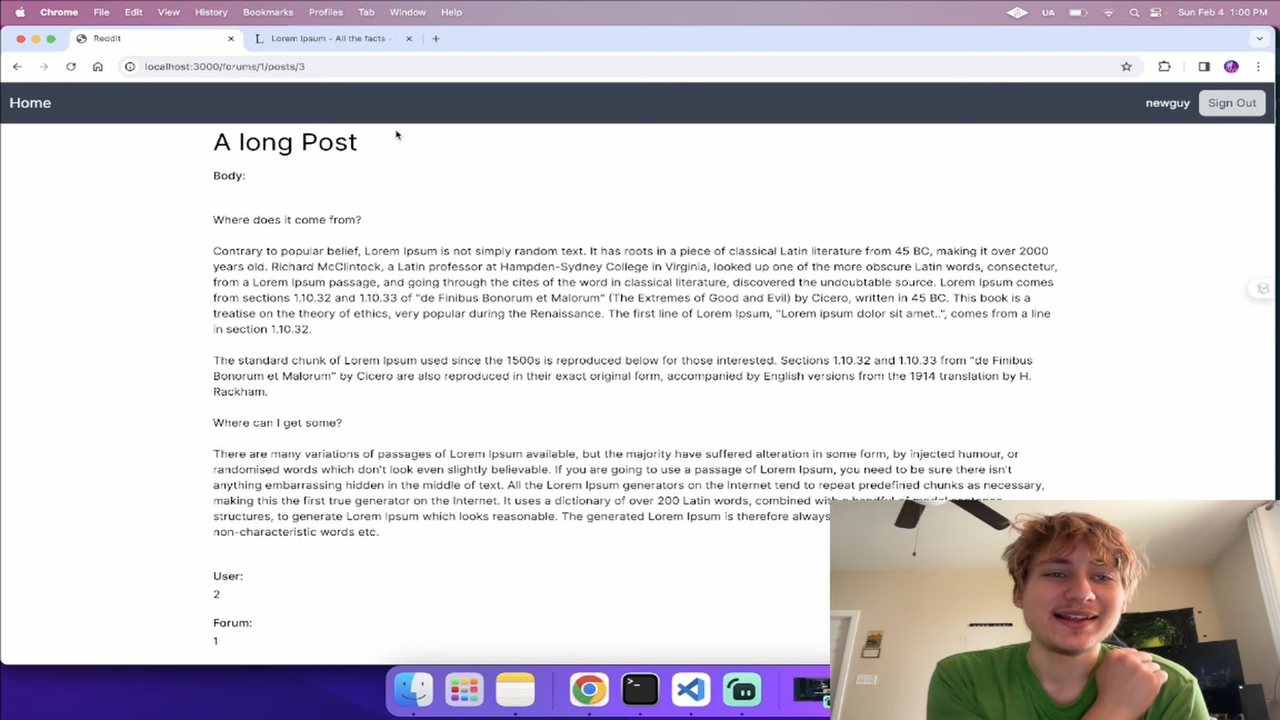 Chrome File Edit View History Bookmarks Profiles Tab Window Help UA Sun Feb 4 1:00 PM
Reddit Lorem Ipsum - All the facts -
localhost:3000/forums/1/posts/3
Home newguy Sign Out
A long Post
Body:
Where does it come from?
Contrary to popular belief, Lorem Ipsum is not simply random text. It has roots in a piece of classical Latin literature from 45 BC, making it over 2000
years old. Richard McClintock, a Latin professor at Hampden-Sydney College in Virginia, looked up one of the more obscure Latin words, consectetur,
from a Lorem Ipsum passage, and going through the cites of the word in classical literature, discovered the undoubtable source. Lorem Ipsum comes
from sections 1.10.32 and 1.10.33 of "de Finibus Bonorum et Malorum" (The Extremes of Good and Evil) by Cicero, written in 45 BC. This book is a
treatise on the theory of ethics, very popular during the Renaissance. The first line of Lorem Ipsum, "Lorem ipsum dolor sit amet..", comes from a line
in section 1.10.32.
The standard chunk of Lorem Ipsum used since the 1500s is reproduced below for those interested. Sections 1.10.32 and 1.10.33 from "de Finibus
Bonorum et Malorum" by Cicero are also reproduced in their exact original form, accompanied by English versions from the 1914 translation by H.
Rackham.
Where can I get some?
There are many variations of passages of Lorem Ipsum available, but the majority have suffered alteration in some form, by injected humour, or
randomised words which don't look even slightly believable. If you are going to use a passage of Lorem Ipsum, you need to be sure there isn't
anything embarrassing hidden in the middle of text. All the Lorem Ipsum generators on the Internet tend to repeat predefined chunks as necessary,
making this the first true generator on the Internet. It uses a dictionary of over 200 Latin words, combined
structures, to generate Lorem Ipsum which looks reasonable. The generated Lorem Ipsum is therefore always
non-characteristic words etc.
User:
2
Forum:
1